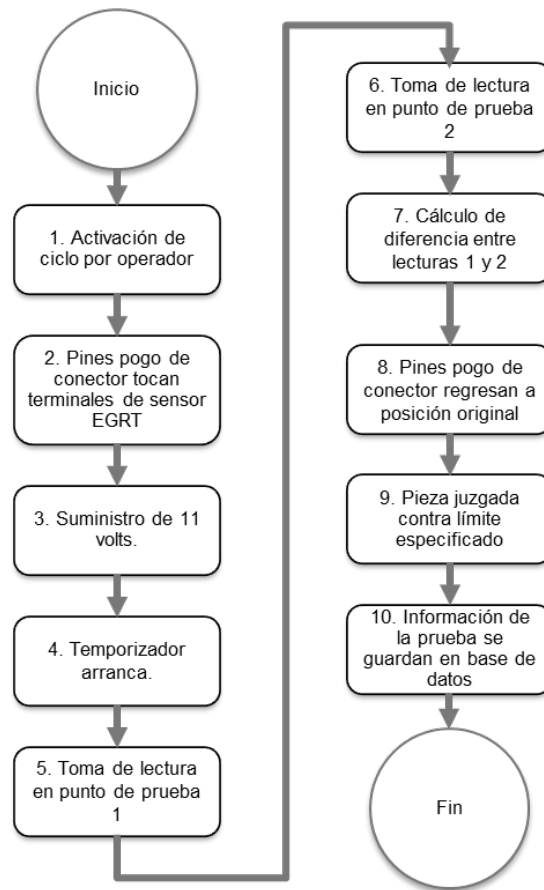 Inicio
1. Activación de
ciclo por operador
2. Pines pogo de
conector tocan
terminales de sensor
EGRT
3. Suministro de 11
volts.
4. Temporizador
arranca.
5. Toma de lectura
en punto de prueba
1
6. Toma de lectura
en punto de prueba
2
7. Cálculo de
diferencia entre
lecturas 1 y 2
8. Pines pogo de
conector regresan a
posición original
9. Pieza juzgada
contra límite
especificado
10. Información de
la prueba se
guardan en base de
datos
Fin